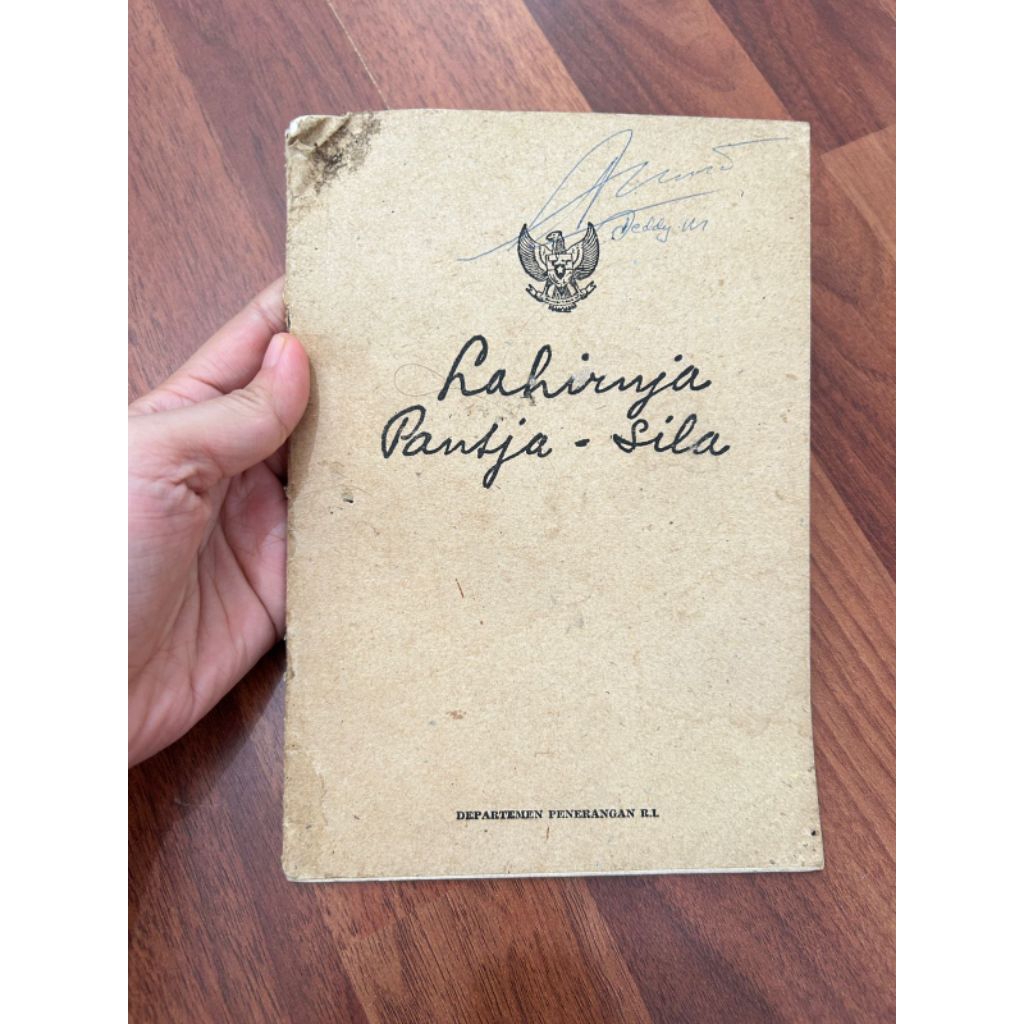 Deddy
Lahirnja
Pantja - Sila
DEPARTEMEN PENERANGAN R.I.